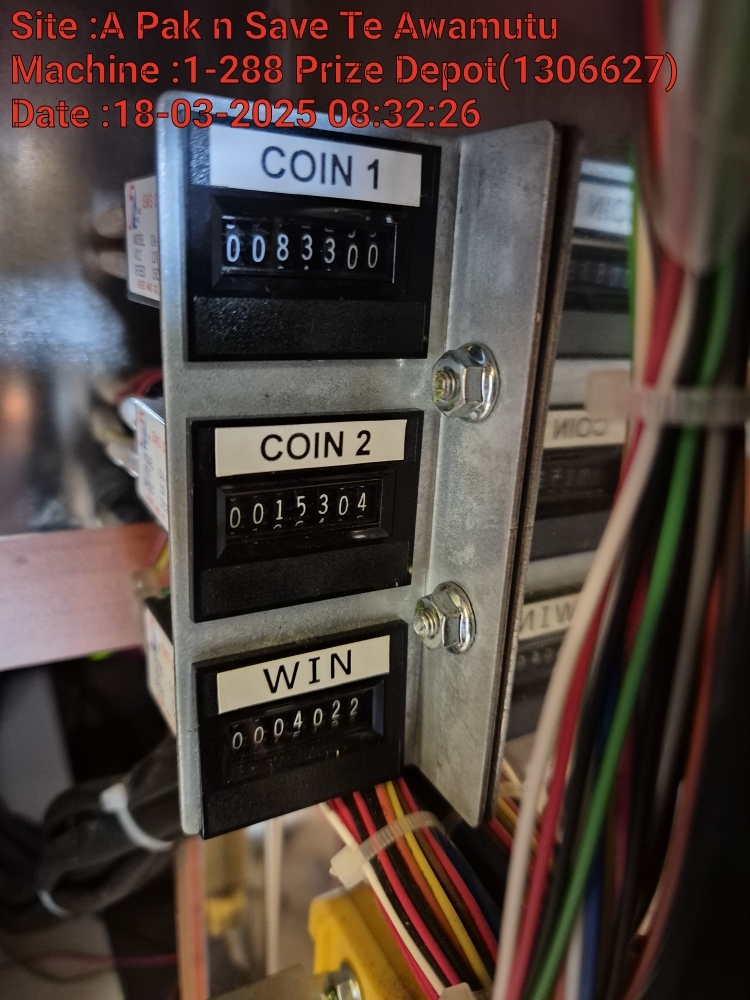 Site :A Pak n Save Te Awamutu
Machine :1-288 Prize Depot(1306627)
Date :18-03-2025 08:32:26
COIN 1
0083300
COIN 2
0015304
WIN
0004022